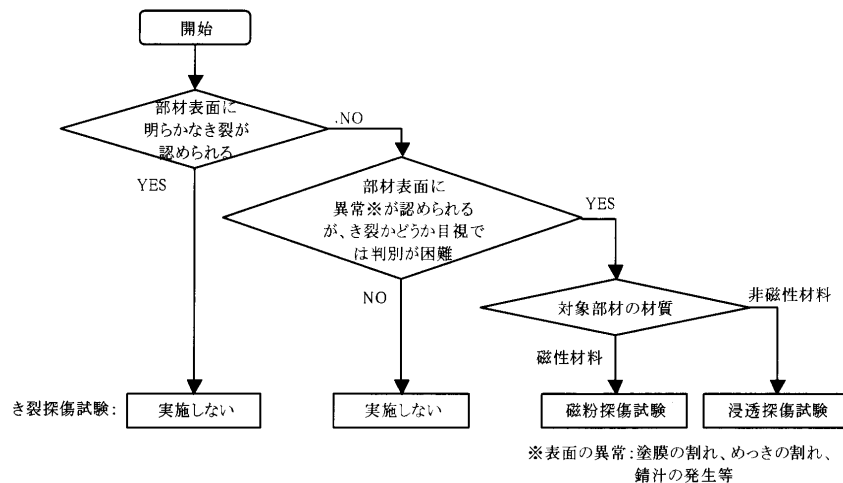 開始
部材表面に
明らかなき裂が
認められる
.NO
YES
部材表面に
異常※が認められる
が、き裂かどうか目視で
は判別が困難
YES
NO
対象部材の材質
非磁性材料
磁性材料
き裂探傷試験:
実施しない
実施しない
磁粉探傷試験
浸透探傷試験
※表面の異常:塗膜の割れ、めっきの割れ、
錆汁の発生等